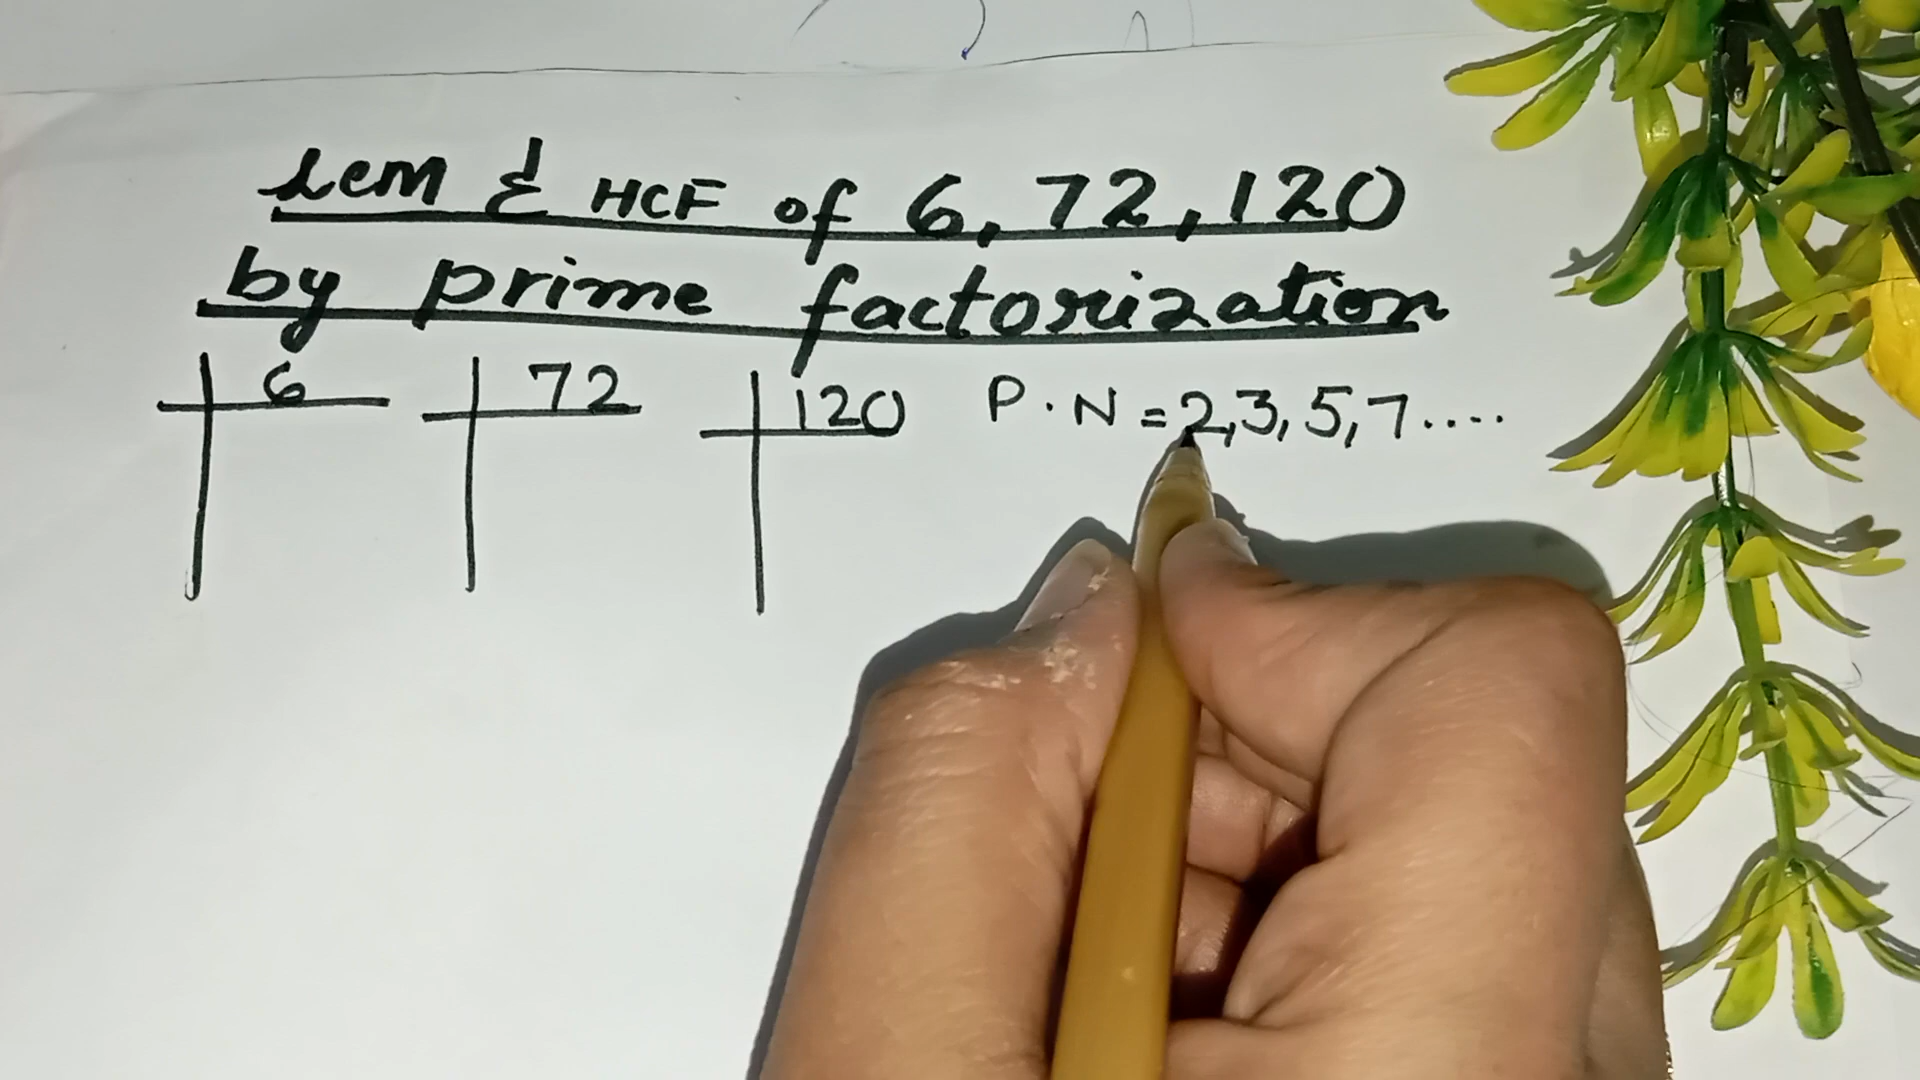 LCM & HCF of 6, 72, 120
by prime factorization
6 72 120 P.N = 2, 3, 5, 7....